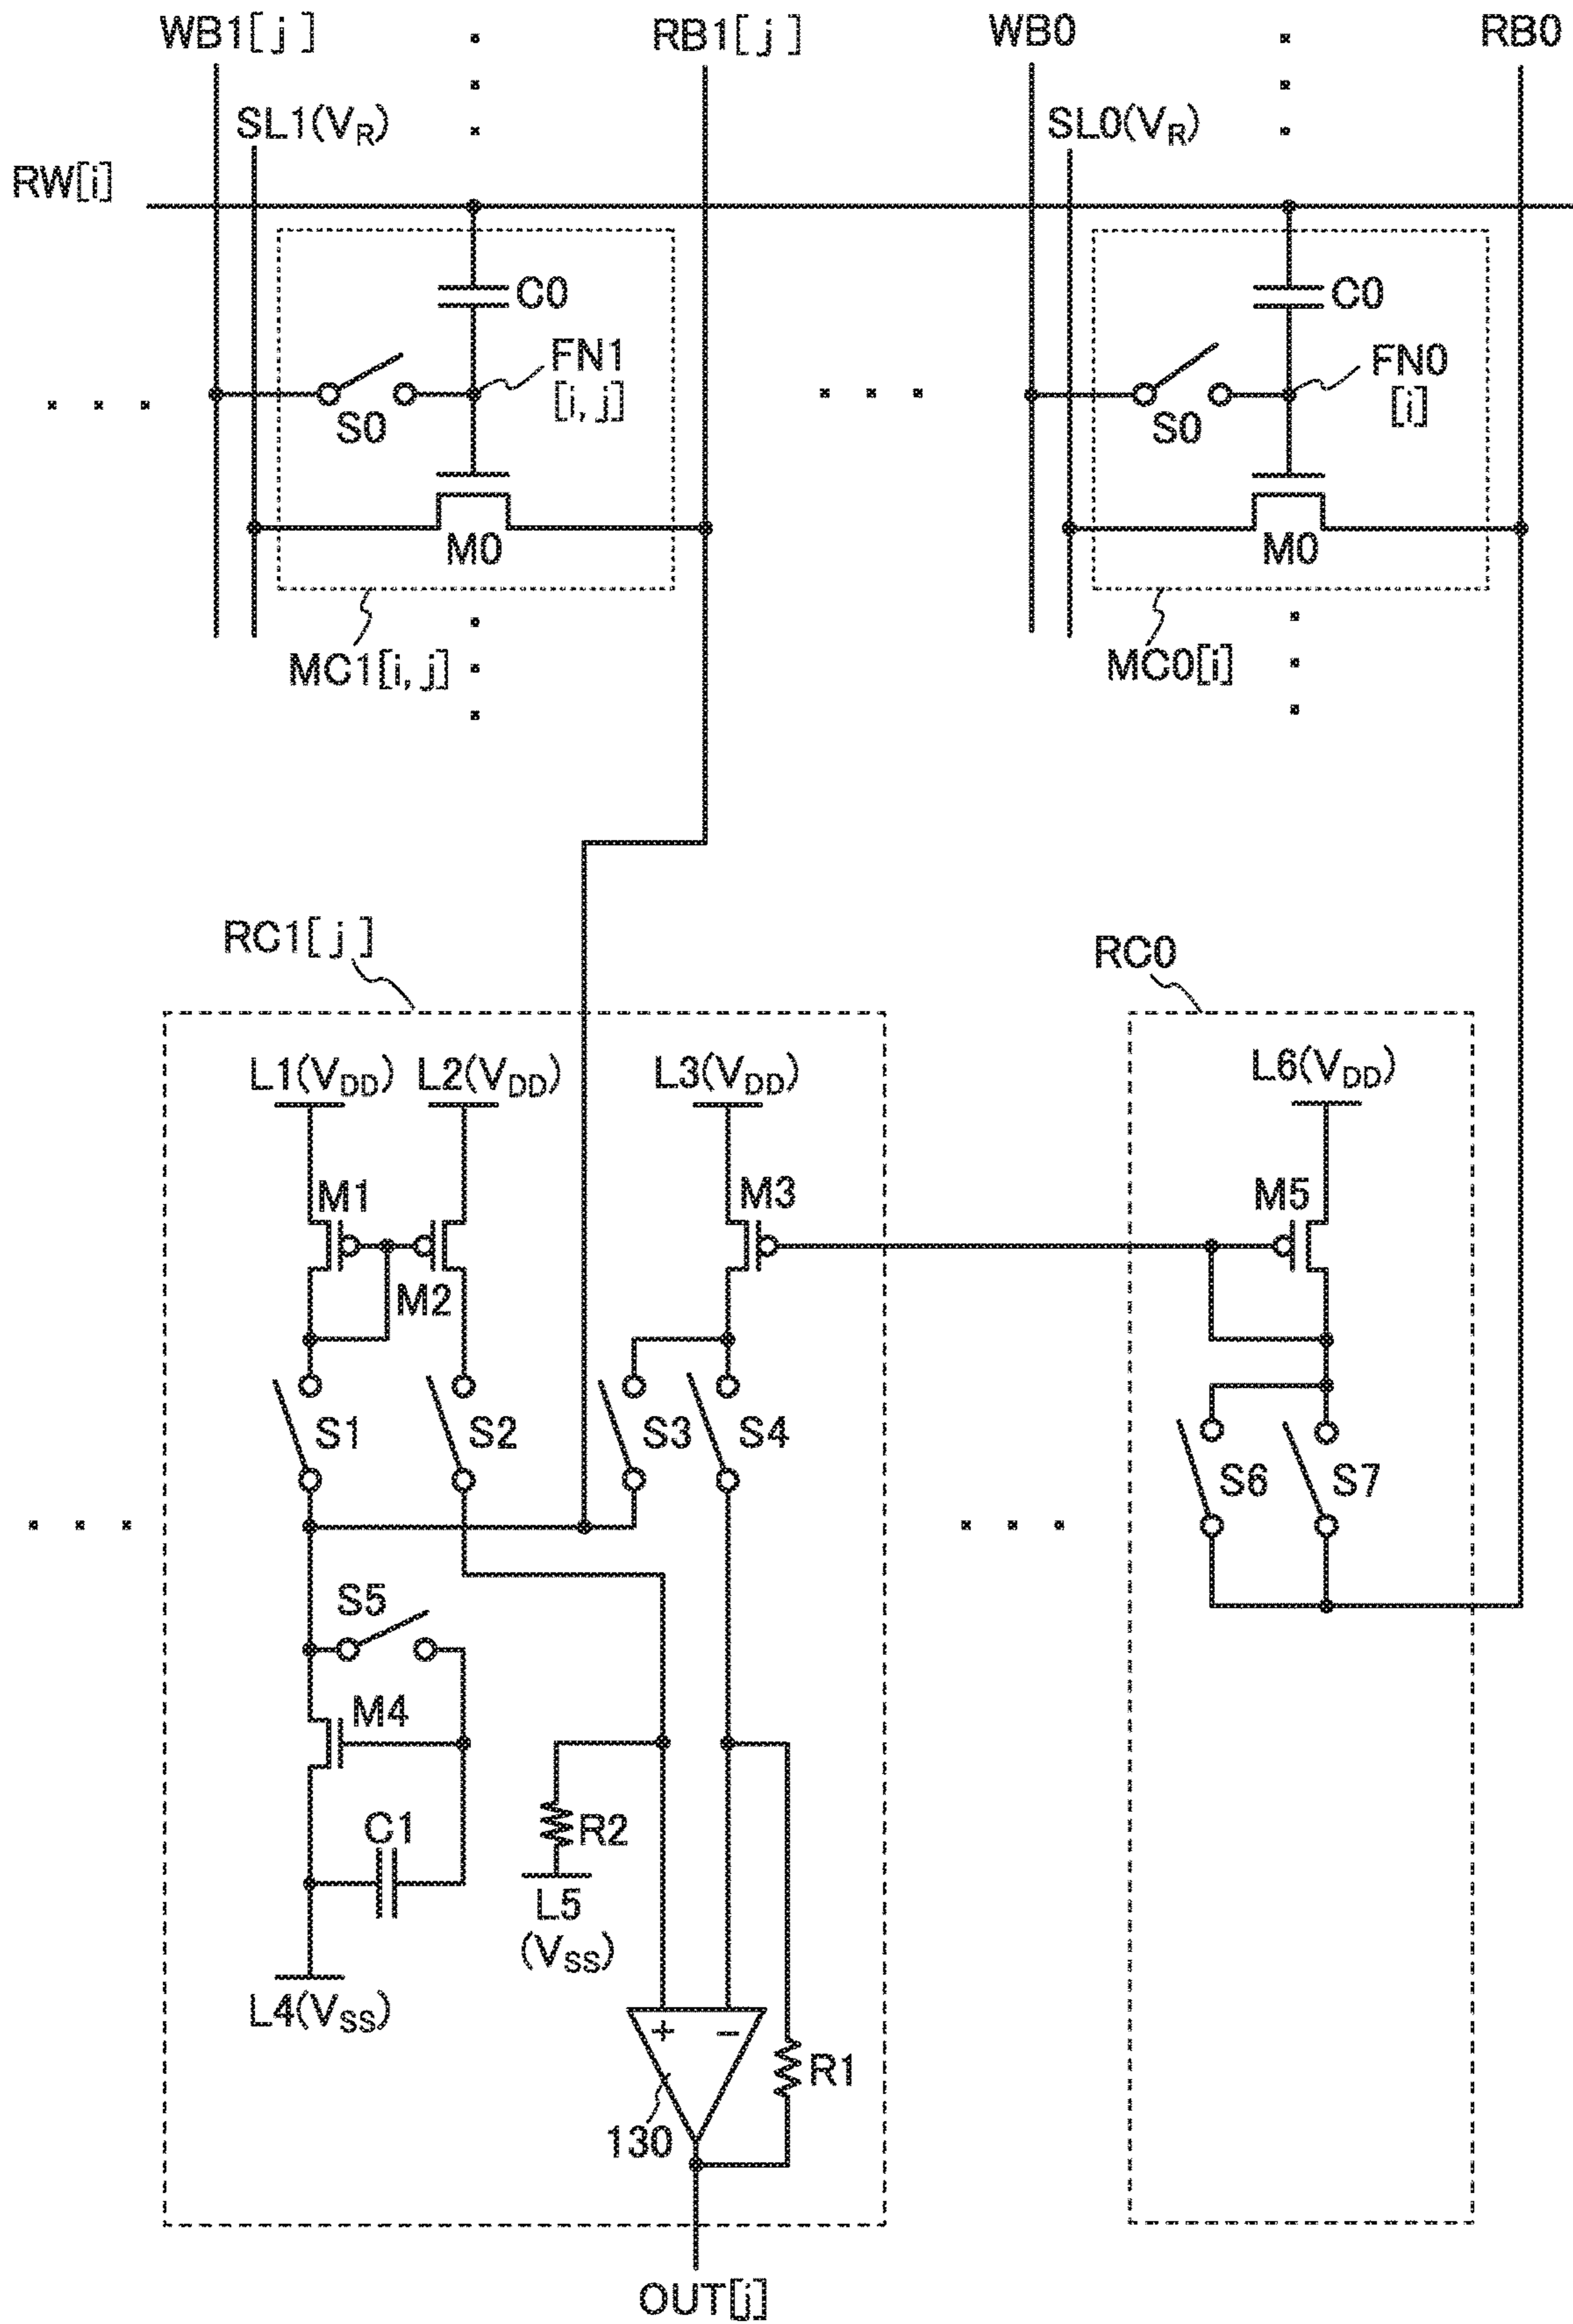 WB1[j]
RB1[j]
WB0
RB0
SL1(VR)
SL0(VR)
RW[i]
C0
C0
FN1
[i, j]
FN0
[i]
S0
S0
M0
M0
MC1[i, j]
MC0[i]
RC1[j]
RC0
L1(VDD)
L2(VDD)
L3(VDD)
L6(VDD)
M1
M3
M5
M2
S1
S2
S3
S4
S6
S7
S5
M4
C1
R2
L5
(VSS)
L4(VSS)
+
−
R1
130
OUT[j]